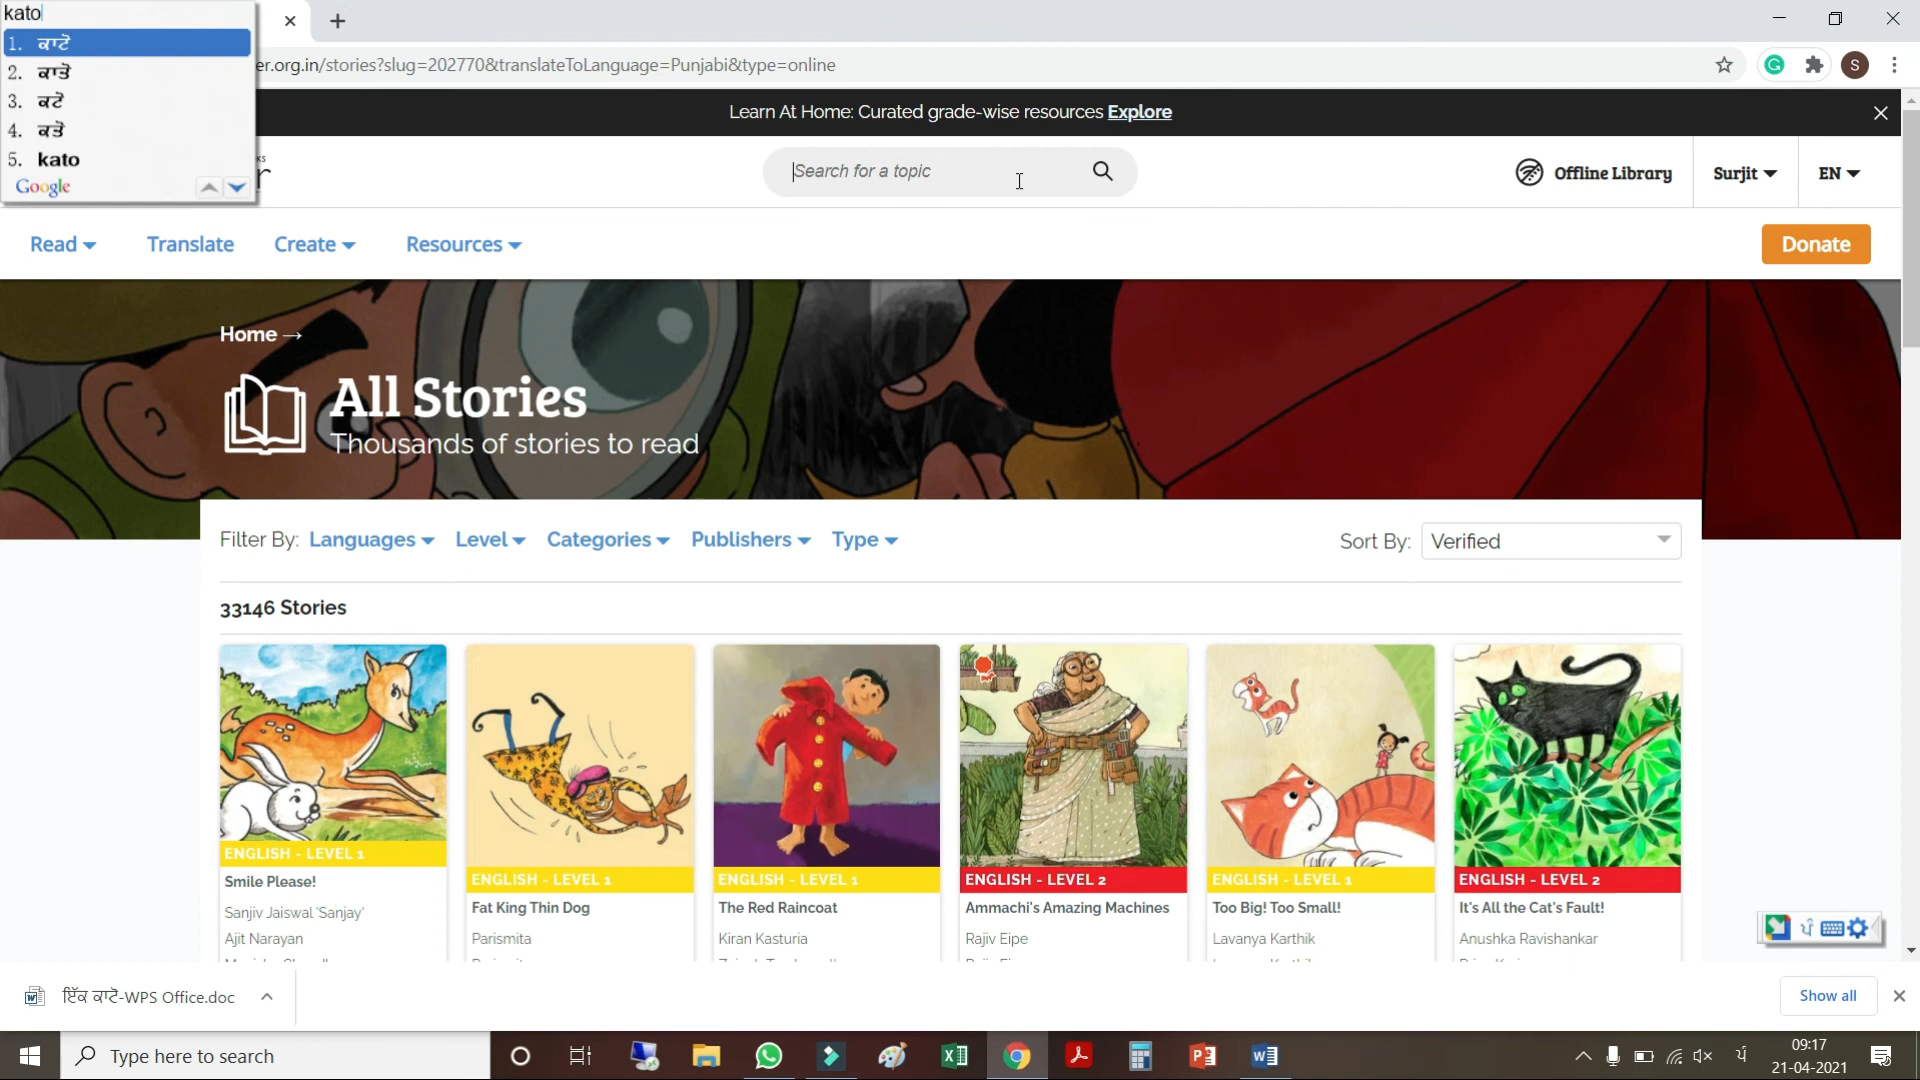 kato
1. ਕਾਟੋ
2. ਕਾਤੋ
3. ਕਟੋ
4. ਕਤੋ
5. kato
Google
er.org.in/stories?slug=202770&translateToLanguage=Punjabi&type=online
S
Learn At Home: Curated grade-wise resources Explore
Search for a topic
Offline Library
Surjit
EN
Read
Translate
Create
Resources
Donate
Home →
All Stories
Thousands of stories to read
Filter By: Languages Level Categories Publishers Type
Sort By: Verified
33146 Stories
ENGLISH - LEVEL 1
Smile Please!
Sanjiv Jaiswal 'Sanjay'
Ajit Narayan
ENGLISH - LEVEL 1
Fat King Thin Dog
Parismita
ENGLISH - LEVEL 1
The Red Raincoat
Kiran Kasturia
ENGLISH - LEVEL 2
Ammachi's Amazing Machines
Rajiv Eipe
ENGLISH - LEVEL 1
Too Big! Too Small!
Lavanya Karthik
ENGLISH - LEVEL 2
It's All the Cat's Fault!
Anushka Ravishankar
ਪੰ
ਇੱਕ ਕਾਟੋ-WPS Office.doc
Show all
Type here to search
ਪੰ
09:17
21-04-2021